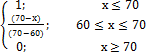 1; x ≤ 70
(70−x)/(70−60); 60 ≤ x ≤ 70
0; x ≥ 70